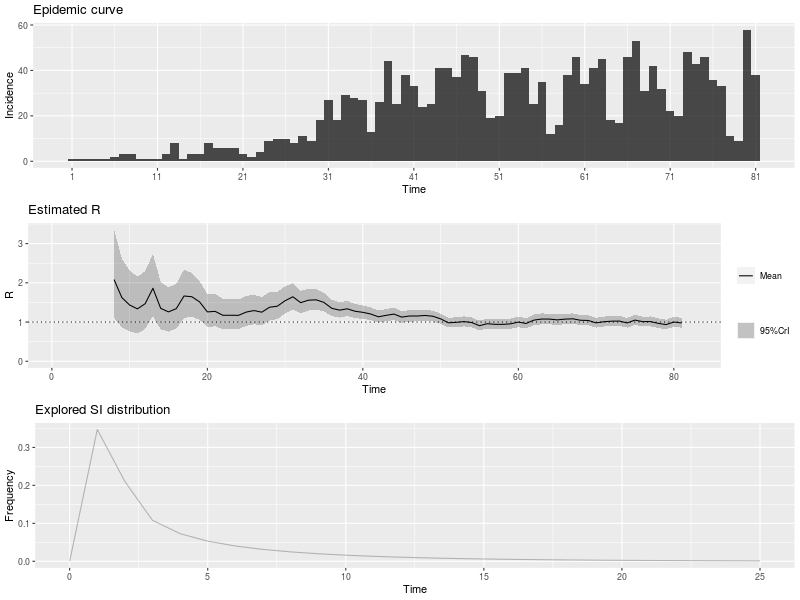 Epidemic curve
60
40
20
0
Incidence
1 11 21 31 41 51 61 71 81
Time
Estimated R
3
2
1
0
R
0 20 40 60 80
Time
Mean
95%CrI
Explored SI distribution
0.3
0.2
0.1
0.0
Frequency
0 5 10 15 20 25
Time